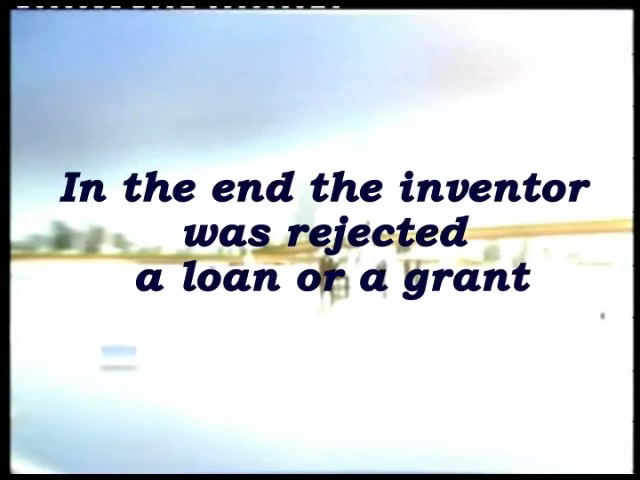 In the end the inventor
was rejected
a loan or a grant